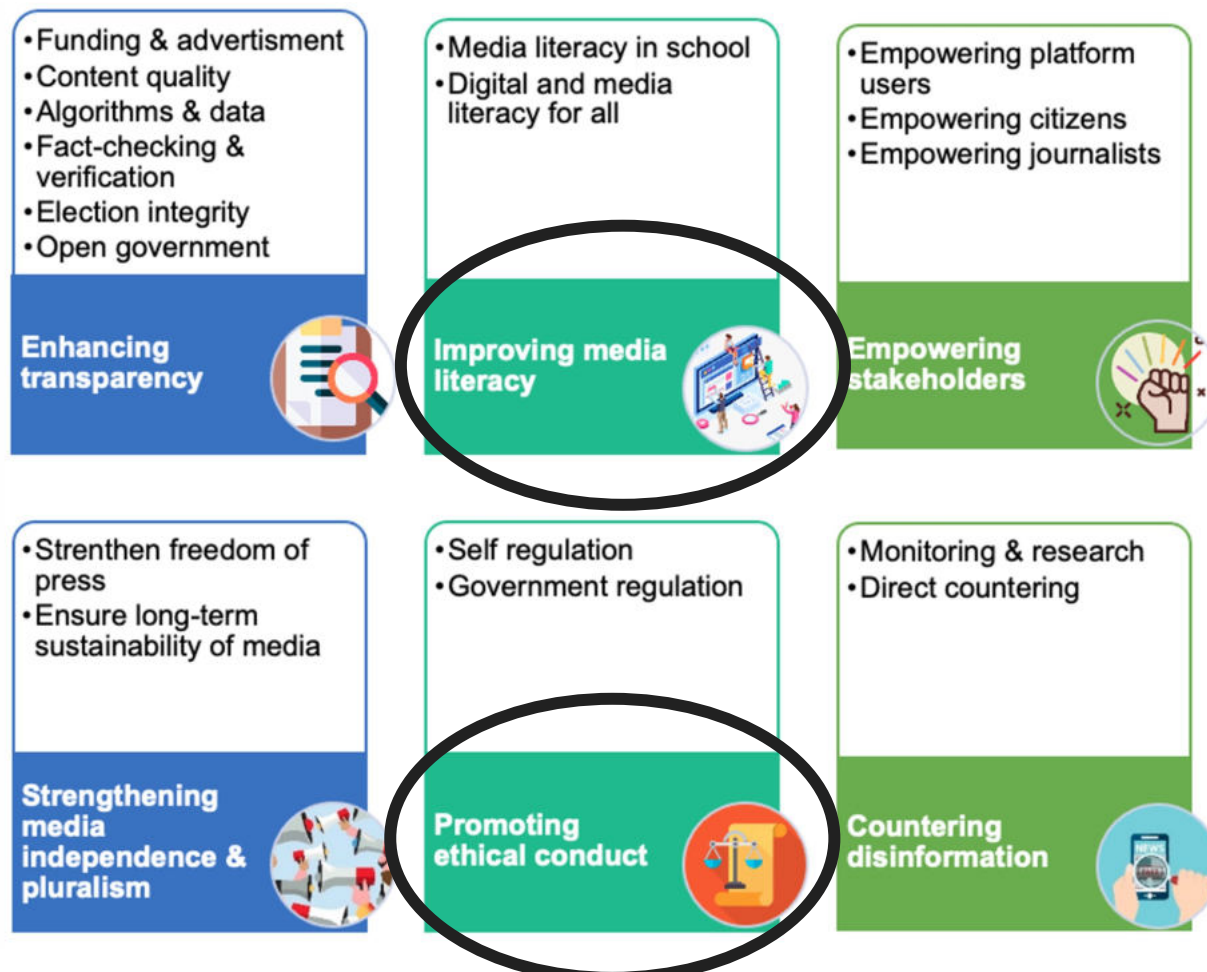 •Funding & advertisment
•Content quality
•Algorithms & data
•Fact-checking &
verification
•Election integrity
•Open government
Enhancing
transparency
•Media literacy in school
•Digital and media
literacy for all
Improving media
literacy
•Empowering platform
users
•Empowering citizens
•Empowering journalists
Empowering
stakeholders
•Strenthen freedom of
press
•Ensure long-term
sustainability of media
Strengthening
media
independence &
pluralism
•Self regulation
•Government regulation
Promoting
ethical conduct
•Monitoring & research
•Direct countering
Countering
disinformation
NEWS